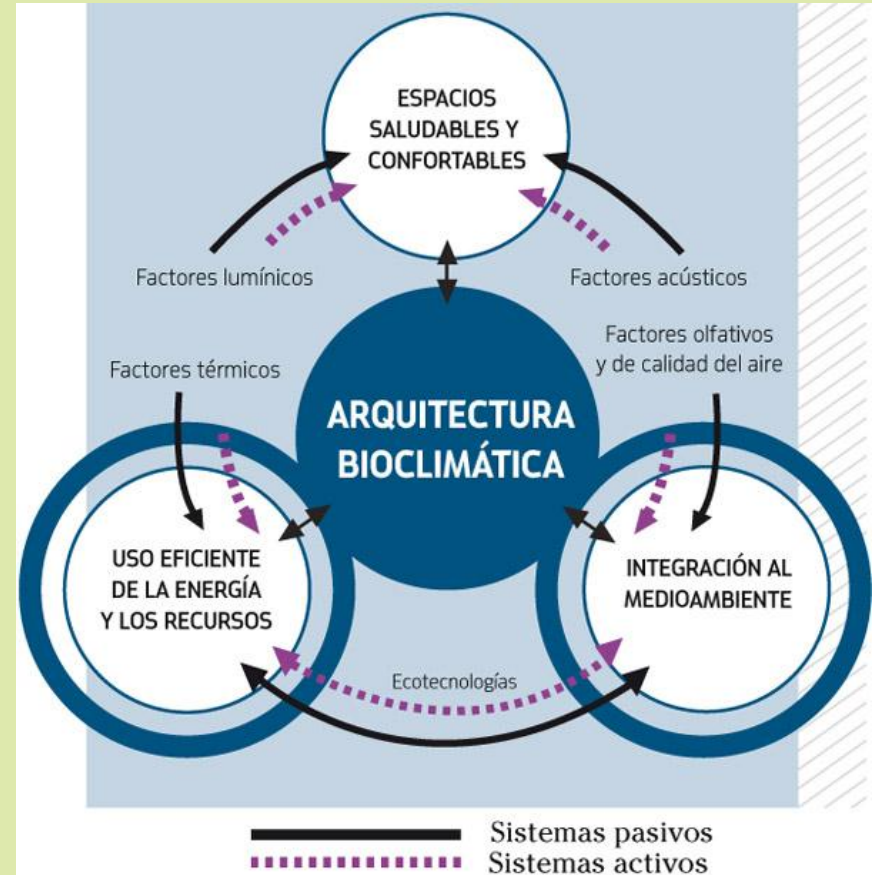 ESPACIOS
SALUDABLES Y
CONFORTABLES
Factores lumínicos
Factores acústicos
Factores térmicos
Factores olfativos
y de calidad del aire
ARQUITECTURA
BIOCLIMÁTICA
USO EFICIENTE
DE LA ENERGÍA
Y LOS RECURSOS
INTEGRACIÓN AL
MEDIOAMBIENTE
Ecotecnologías
Sistemas pasivos
Sistemas activos